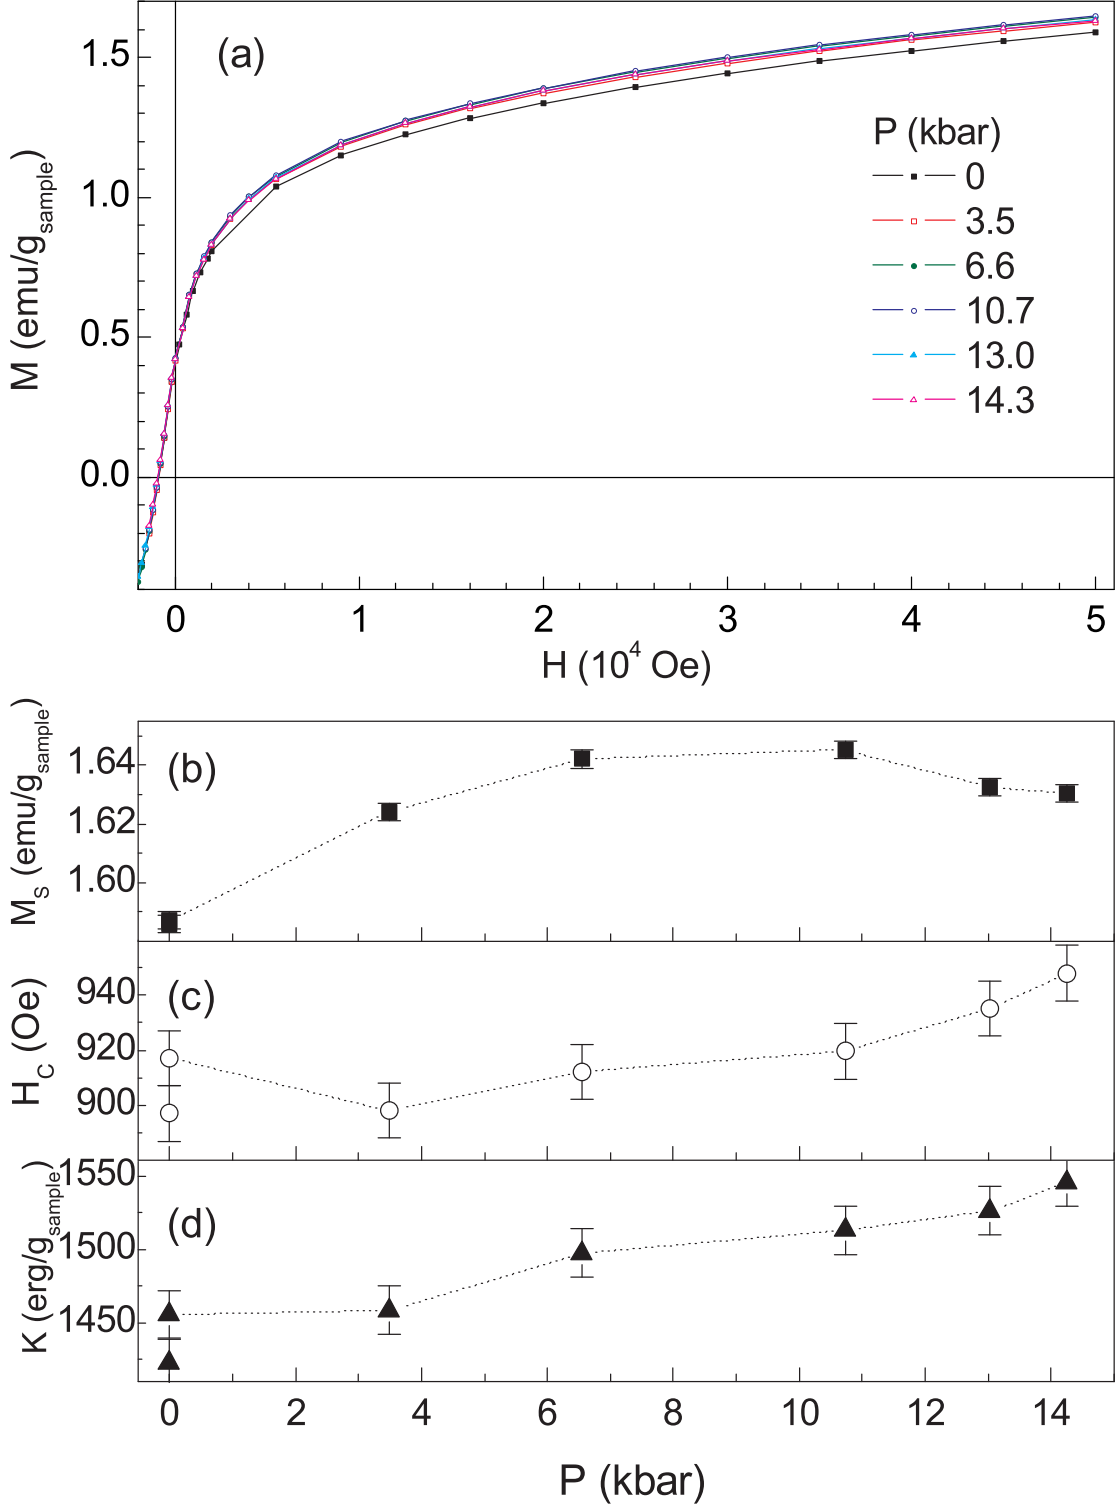 (a)
1.5
1.0
0.5
0.0
M (emu/g_sample)
P (kbar)
0
3.5
6.6
10.7
13.0
14.3
0 1 2 3 4 5
H (10⁴ Oe)
(b)
1.64
1.62
1.60
M_S (emu/g_sample)
(c)
940
920
900
H_C (Oe)
(d)
1550
1500
1450
K (erg/g_sample)
0 2 4 6 8 10 12 14
P (kbar)